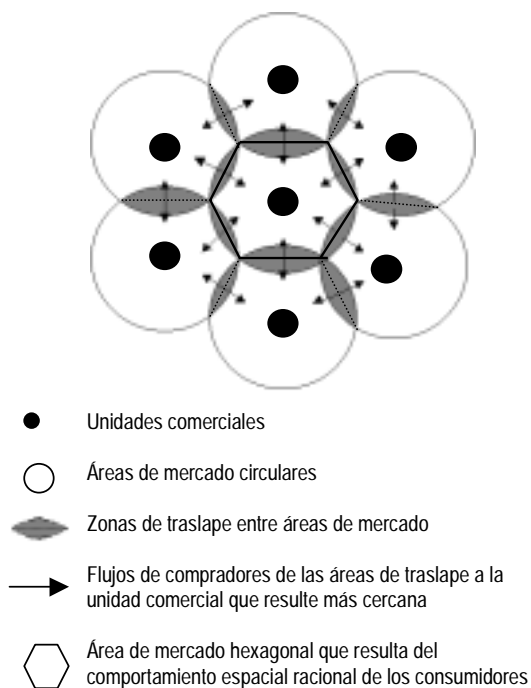 Unidades comerciales
Áreas de mercado circulares
Zonas de traslape entre áreas de mercado
Flujos de compradores de las áreas de traslape a la
unidad comercial que resulte más cercana
Área de mercado hexagonal que resulta del
comportamiento espacial racional de los consumidores